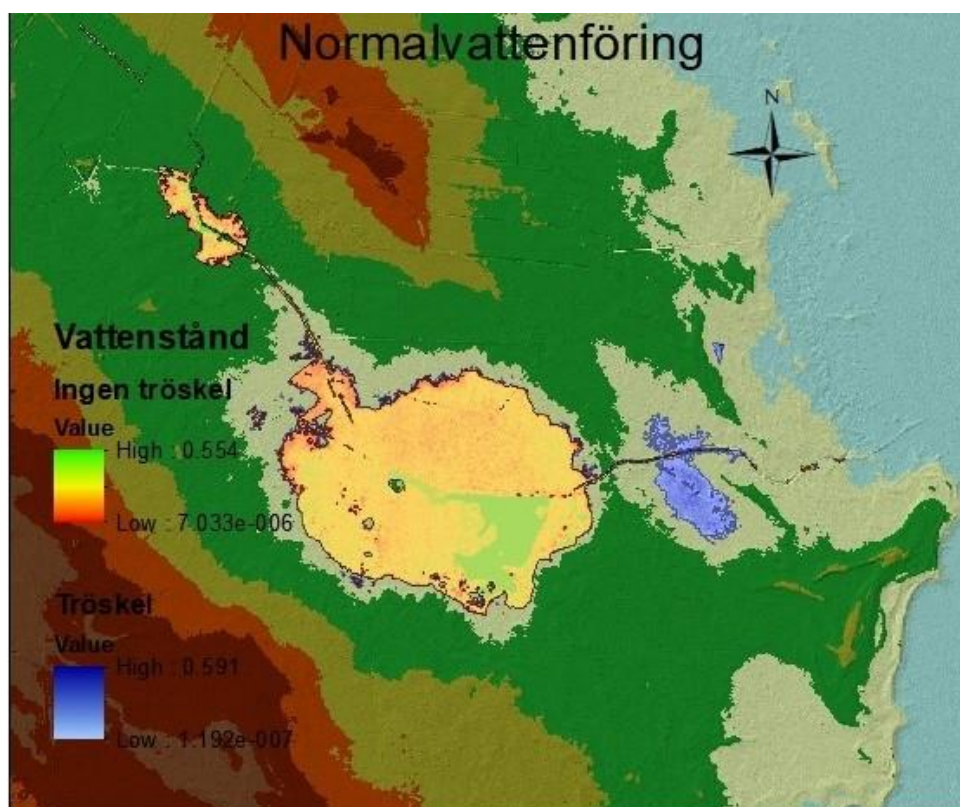 Normalvattenföring
N
Vattenstånd
Ingen tröskel
Value
High : 0.554
Low : 7.033e-006
Tröskel
Value
High : 0.591
Low : 1.192e-007